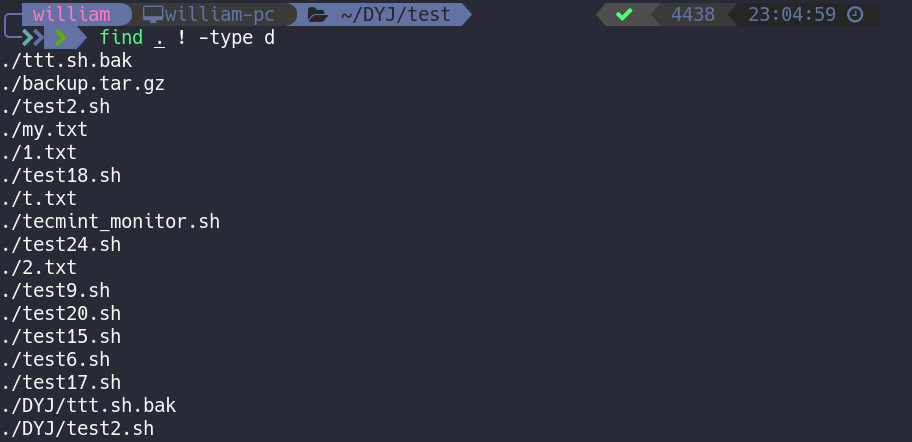 william william-pc ~/DYJ/test 4438 23:04:59
find . ! -type d
./ttt.sh.bak
./backup.tar.gz
./test2.sh
./my.txt
./1.txt
./test18.sh
./t.txt
./tecmint_monitor.sh
./test24.sh
./2.txt
./test9.sh
./test20.sh
./test15.sh
./test6.sh
./test17.sh
./DYJ/ttt.sh.bak
./DYJ/test2.sh